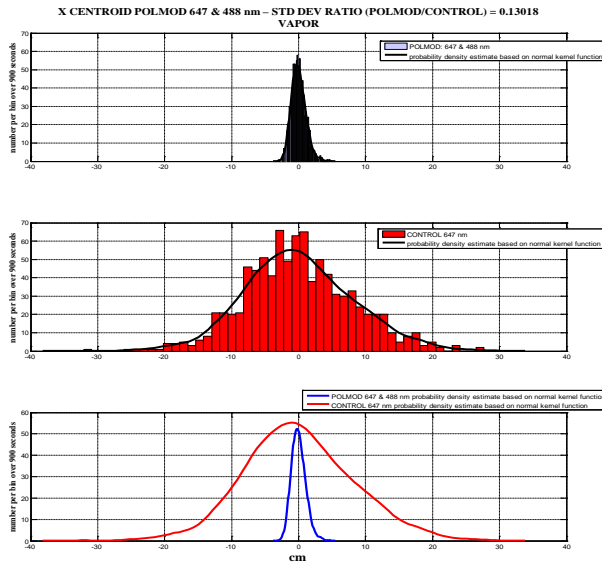 X CENTROID POLMOD 647 & 488 nm – STD DEV RATIO (POLMOD/CONTROL) = 0.13018
VAPOR
number per bin over 900 seconds
70
60
50
40
30
20
10
0
POLMOD: 647 & 488 nm
probability density estimate based on normal kernel function
-40 -30 -20 -10 0 10 20 30 40
number per bin over 900 seconds
70
60
50
40
30
20
10
0
CONTROL 647 nm
probability density estimate based on normal kernel function
-40 -30 -20 -10 0 10 20 30 40
number per bin over 900 seconds
60
50
40
30
20
10
0
POLMOD 647 & 488 nm probability density estimate based on normal kernel function
CONTROL 647 nm probability density estimate based on normal kernel function
-40 -30 -20 -10 0 10 20 30 40
cm